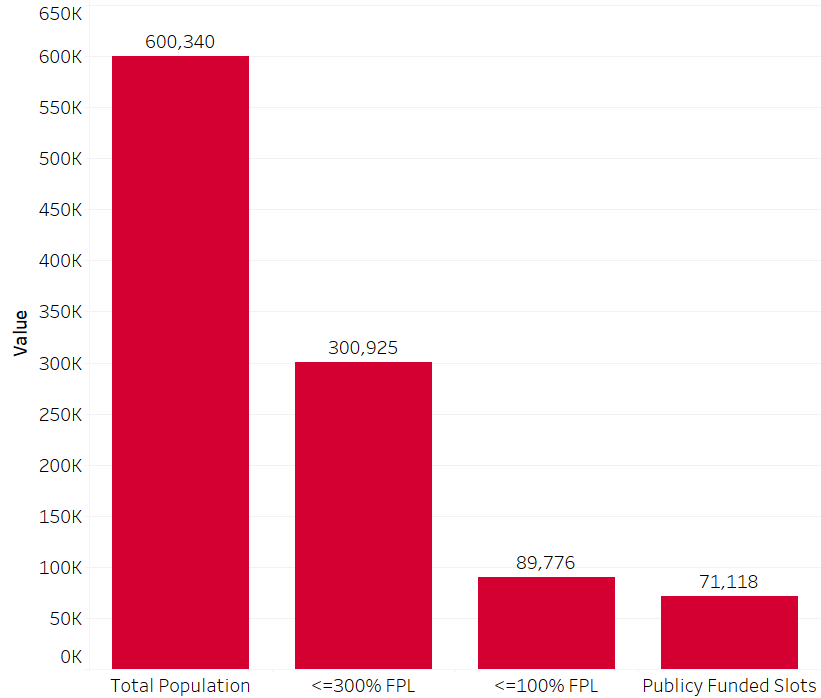 650K
600K
550K
500K
450K
400K
350K
300K
250K
200K
150K
100K
50K
0K
Value
600,340
300,925
89,776
71,118
Total Population
<=300% FPL
<=100% FPL
Publicy Funded Slots